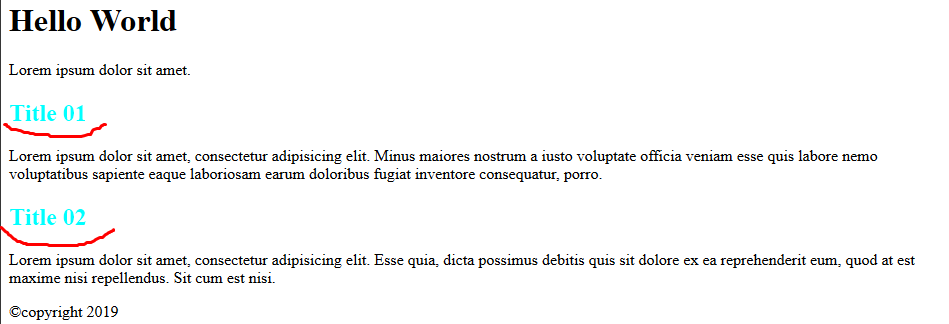 Hello World
Lorem ipsum dolor sit amet.
Title 01
Lorem ipsum dolor sit amet, consectetur adipisicing elit. Minus maiores nostrum a iusto voluptate officia veniam esse quis labore nemo
voluptatibus sapiente eaque laboriosam earum doloribus fugiat inventore consequatur, porro.
Title 02
Lorem ipsum dolor sit amet, consectetur adipisicing elit. Esse quia, dicta possimus debitis quis sit dolore ex ea reprehenderit eum, quod at est
maxime nisi repellendus. Sit cum est nisi.
©copyright 2019